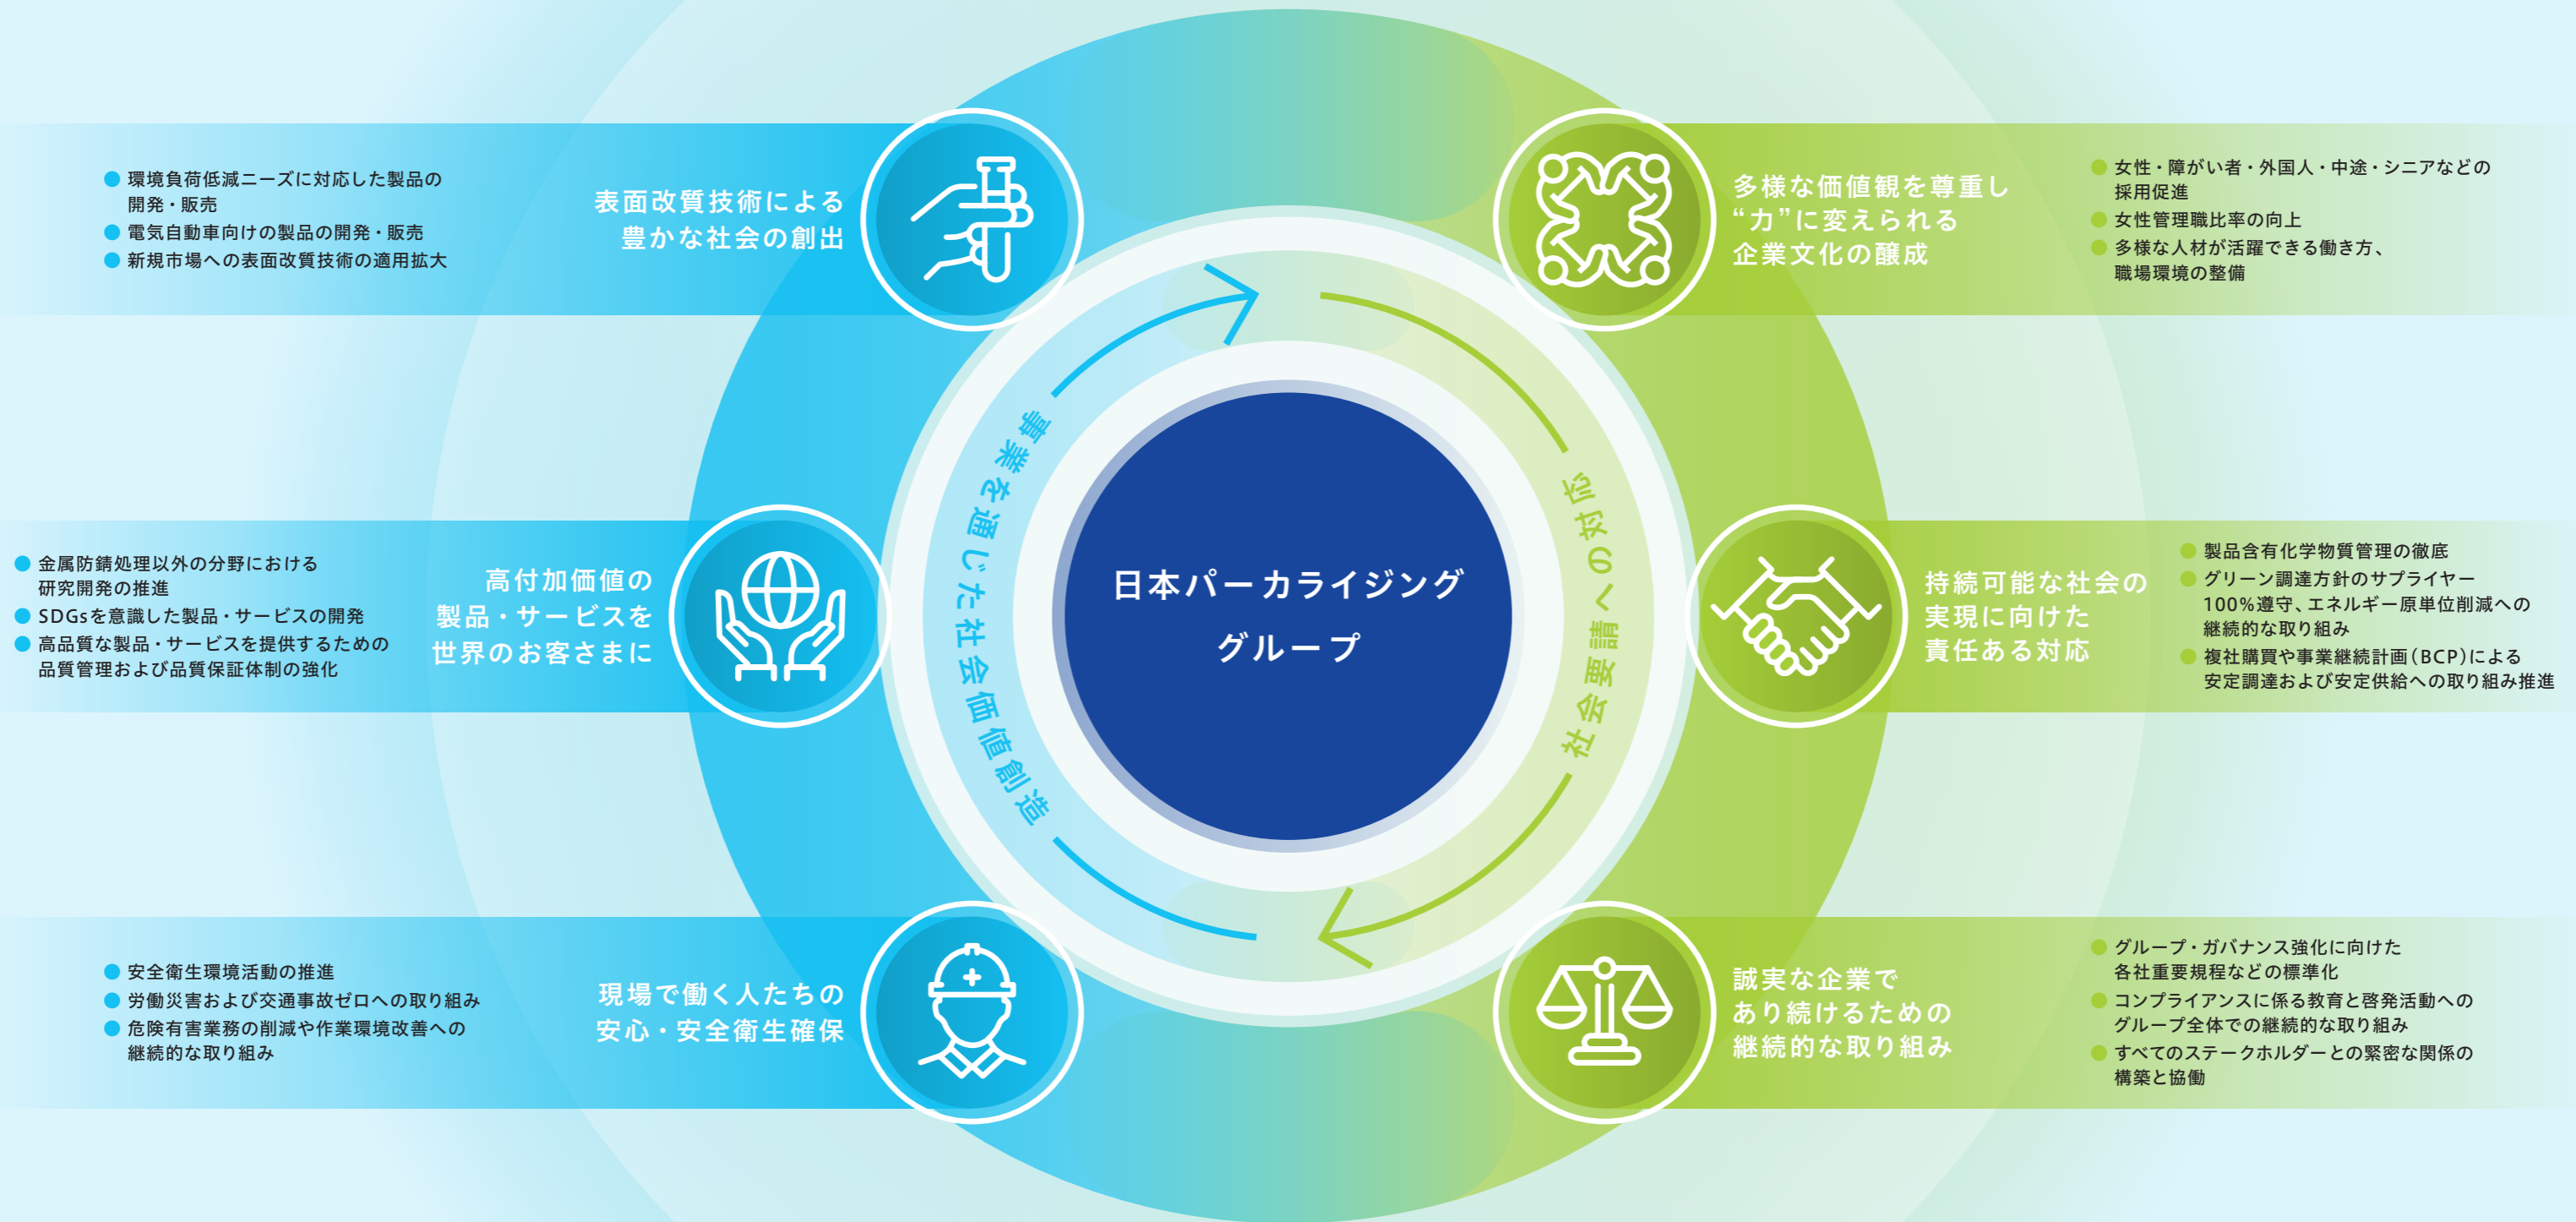 環境負荷低減ニーズに対応した製品の
開発・販売
電気自動車向けの製品の開発・販売
新規市場への表面改質技術の適用拡大
表面改質技術による
豊かな社会の創出
金属防錆処理以外の分野における
研究開発の推進
SDGsを意識した製品・サービスの開発
高品質な製品・サービスを提供するための
品質管理および品質保証体制の強化
高付加価値の
製品・サービスを
世界のお客さまに
安全衛生環境活動の推進
労働災害および交通事故ゼロへの取り組み
危険有害業務の削減や作業環境改善への
継続的な取り組み
現場で働く人たちの
安心・安全衛生確保
事業を通じた社会価値創造
日本パーカライジング
グループ
社会要請への対応
多様な価値観を尊重し
“力”に変えられる
企業文化の醸成
女性・障がい者・外国人・中途・シニアなどの
採用促進
女性管理職比率の向上
多様な人材が活躍できる働き方、
職場環境の整備
持続可能な社会の
実現に向けた
責任ある対応
製品含有化学物質管理の徹底
グリーン調達方針のサプライヤー
100%遵守、エネルギー原単位削減への
継続的な取り組み
複社購買や事業継続計画（BCP）による
安定調達および安定供給への取り組み推進
誠実な企業で
あり続けるための
継続的な取り組み
グループ・ガバナンス強化に向けた
各社重要規程などの標準化
コンプライアンスに係る教育と啓発活動への
グループ全体での継続的な取り組み
すべてのステークホルダーとの緊密な関係の
構築と協働